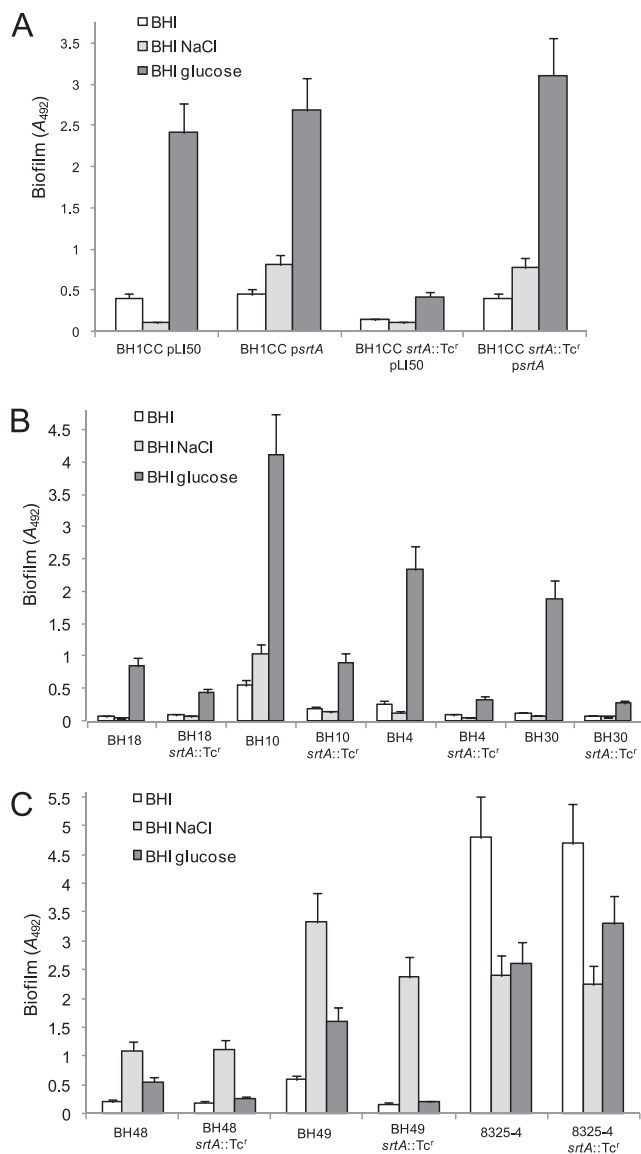 A
BHI
BHI NaCl
BHI glucose
Biofilm (A₄₉₂)
3.5
3
2.5
2
1.5
1
0.5
0
BH1CC pLI50
BH1CC psrtA
BH1CC srtA::Tcʳ
pLI50
BH1CC srtA::Tcʳ
psrtA
B
BHI
BHI NaCl
BHI glucose
Biofilm (A₄₉₂)
4.5
4
3.5
3
2.5
2
1.5
1
0.5
0
BH18
BH18
srtA::Tcʳ
BH10
BH10
srtA::Tcʳ
BH4
BH4
srtA::Tcʳ
BH30
BH30
srtA::Tcʳ
C
BHI
BHI NaCl
BHI glucose
Biofilm (A₄₉₂)
5.5
5
4.5
4
3.5
3
2.5
2
1.5
1
0.5
0
BH48
BH48
srtA::Tcʳ
BH49
BH49
srtA::Tcʳ
8325-4
8325-4
srtA::Tcʳ